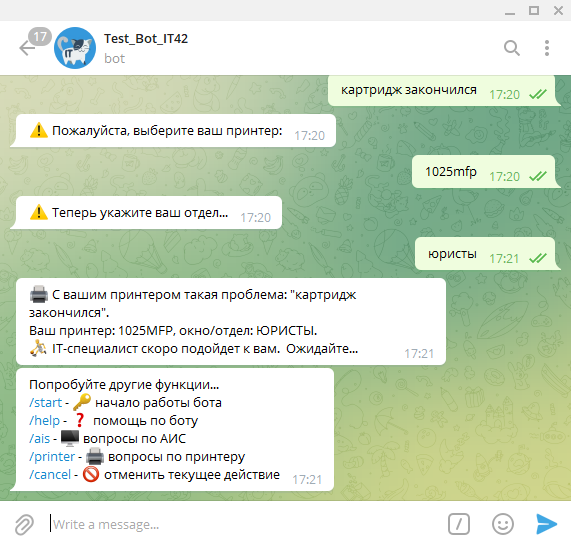 17
Test_Bot_IT42
bot
картридж закончился 17:20
⚠️ Пожалуйста, выберите ваш принтер: 17:20
1025mfp 17:20
⚠️ Теперь укажите ваш отдел... 17:20
юристы 17:21
🖨 С вашим принтером такая проблема: "картридж
закончился".
Ваш принтер: 1025MFP, окно/отдел: ЮРИСТЫ.
🏃 IT-специалист скоро подойдет к вам. Ожидайте... 17:21
Попробуйте другие функции...
/start - 🔑 начало работы бота
/help - ❓ помощь по боту
/ais - 🖥 вопросы по АИС
/printer - 🖨 вопросы по принтеру
/cancel - 🚫 отменить текущее действие 17:21
Write a message...